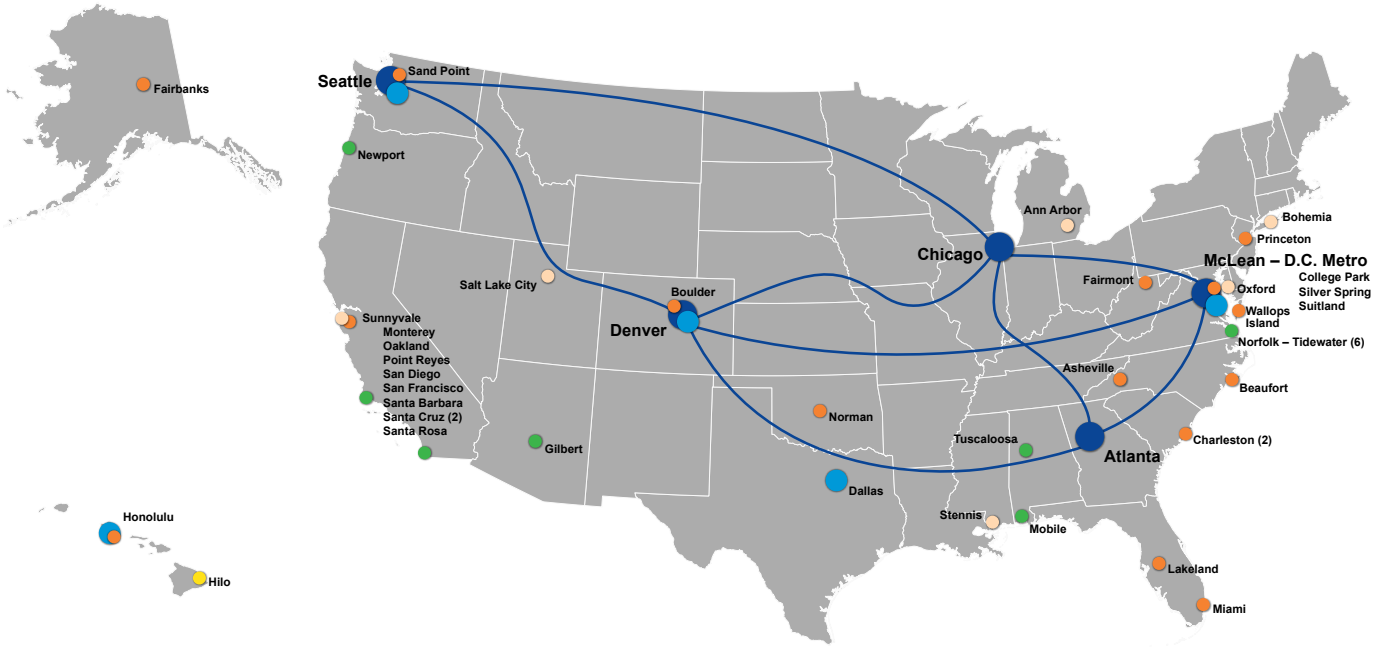 Sand Point
Seattle
Fairbanks
Newport
Ann Arbor
Bohemia
Princeton
Chicago
McLean – D.C. Metro
College Park
Silver Spring
Suitland
Fairmont
Oxford
Salt Lake City
Boulder
Wallops
Island
Sunnyvale
Monterey
Oakland
Point Reyes
San Diego
San Francisco
Santa Barbara
Santa Cruz (2)
Santa Rosa
Denver
Norfolk – Tidewater (6)
Asheville
Beaufort
Norman
Tuscaloosa
Charleston (2)
Gilbert
Atlanta
Dallas
Stennis
Mobile
Honolulu
Hilo
Lakeland
Miami